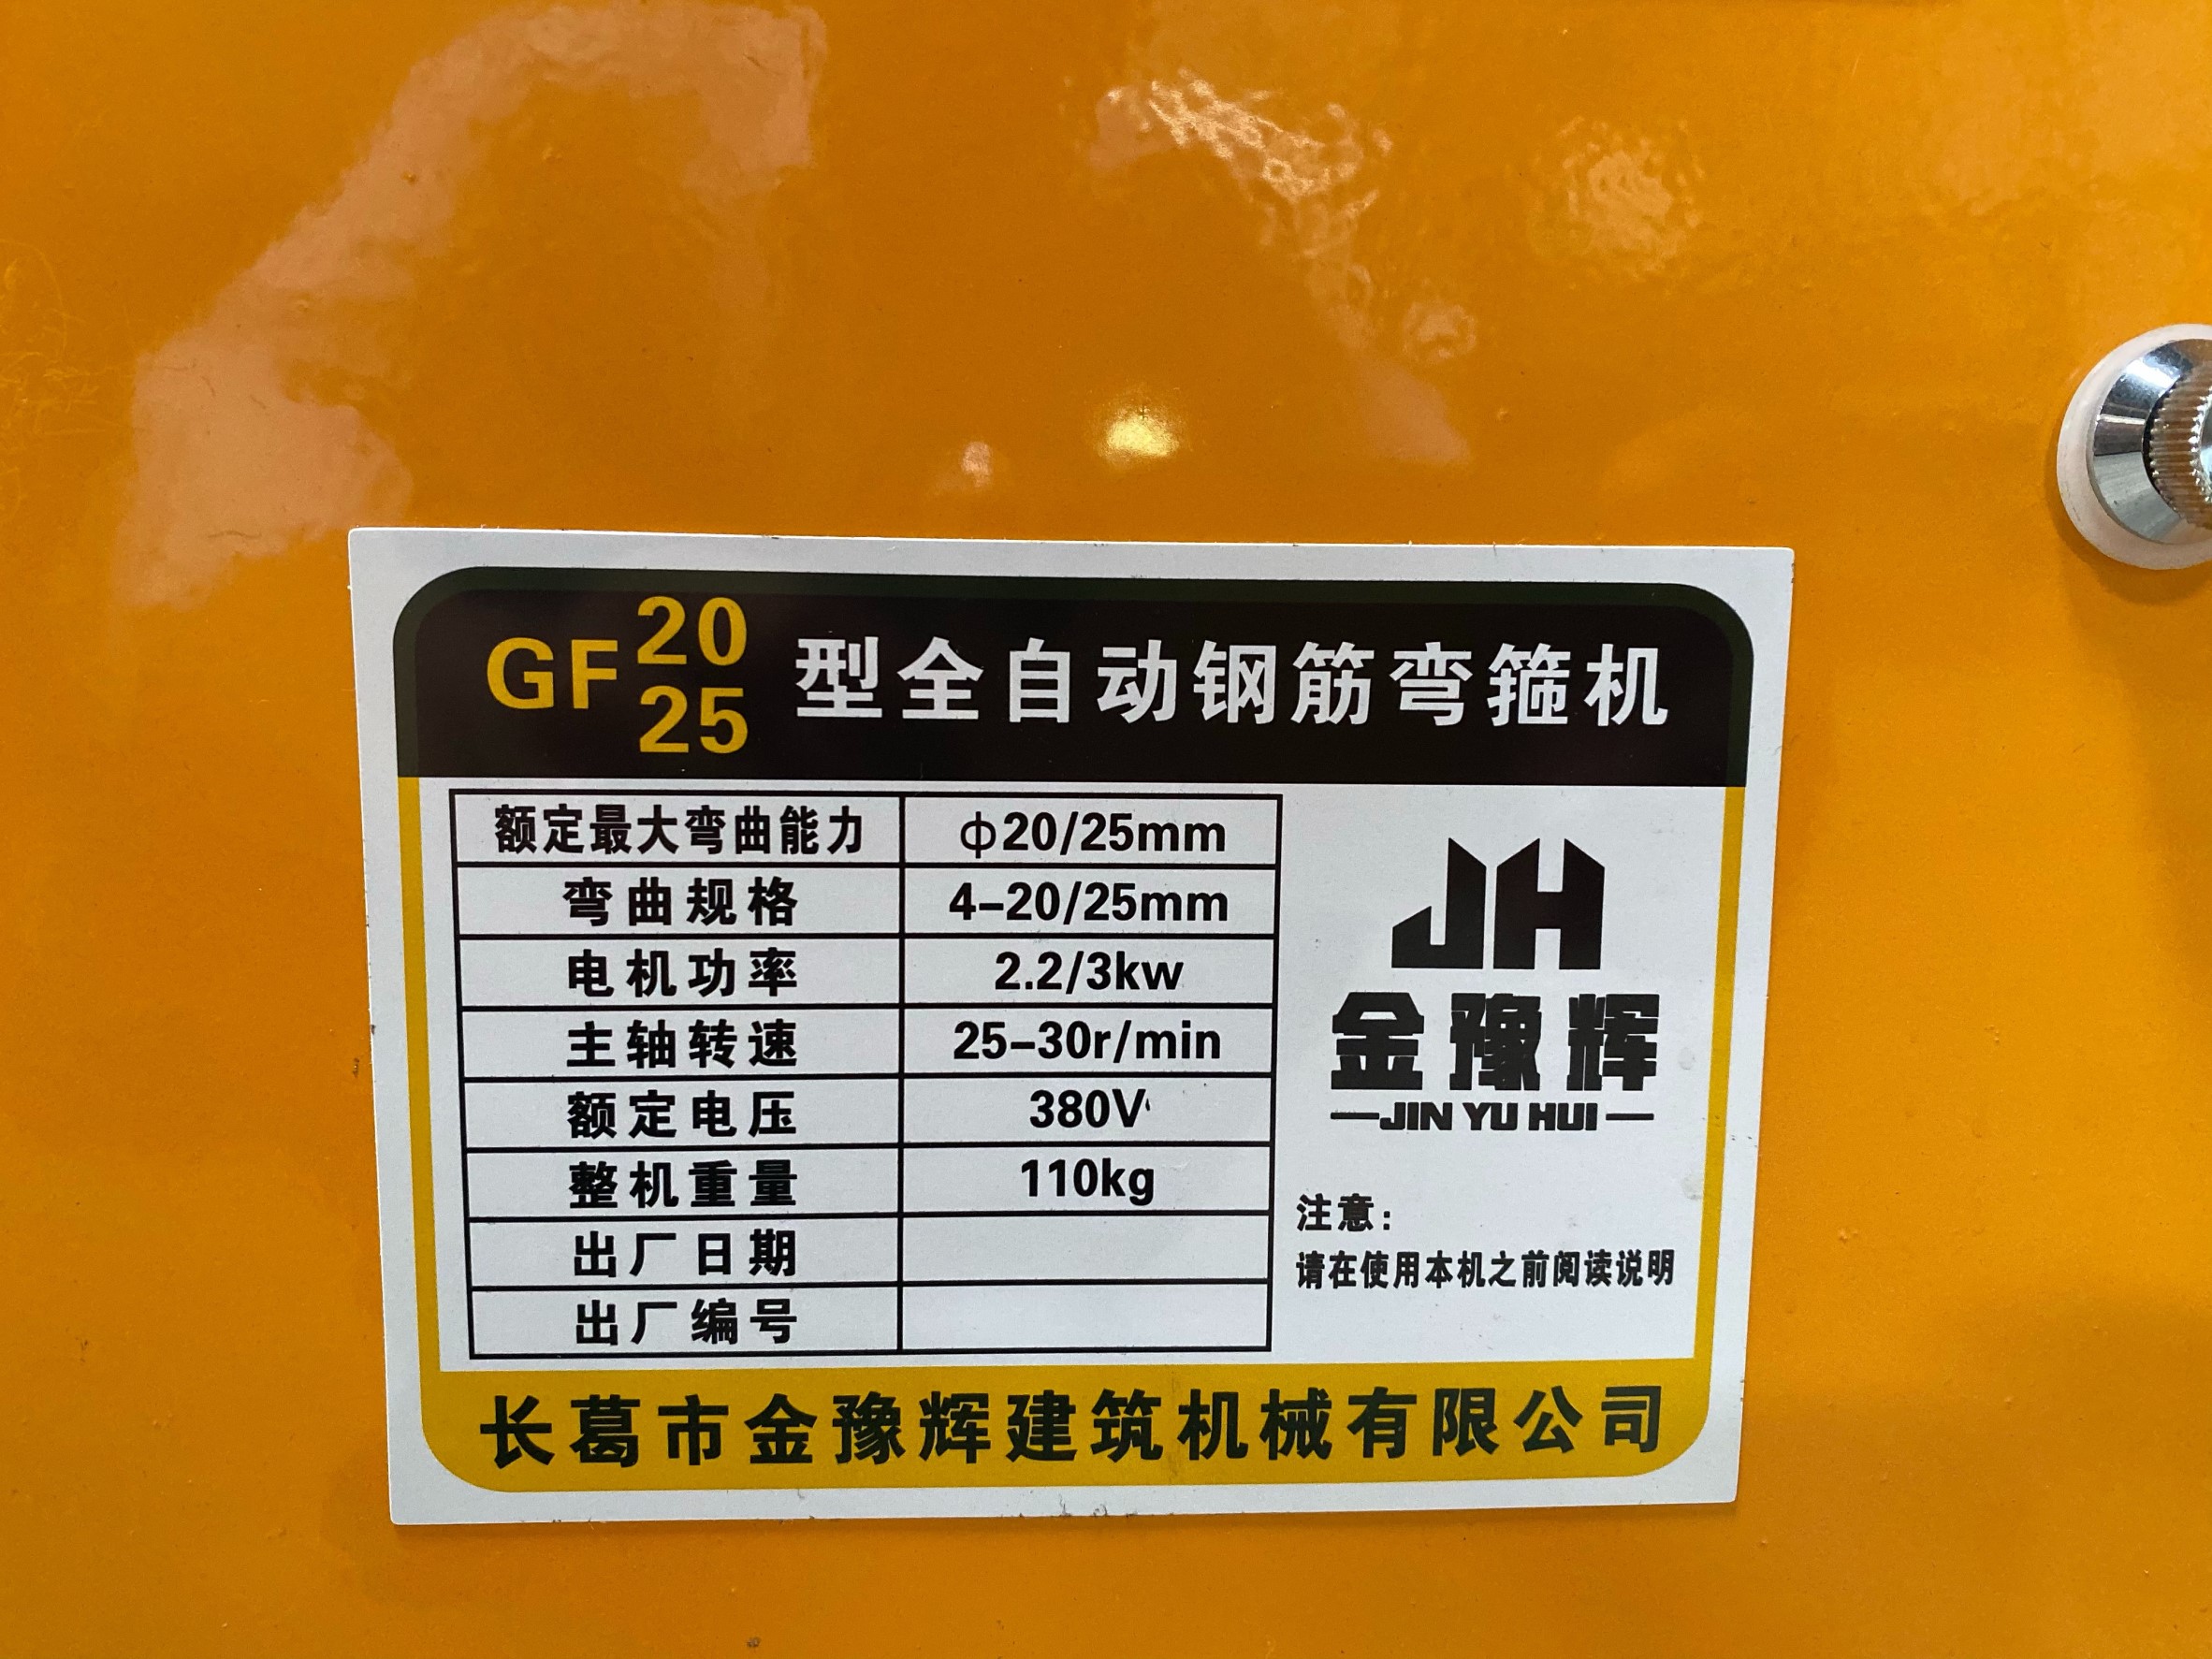 GF 20/25 型全自动钢筋弯箍机
额定最大弯曲能力 ф20/25mm
弯曲规格 4-20/25mm
电机功率 2.2/3kw
主轴转速 25-30r/min
额定电压 380V
整机重量 110kg
出厂日期
出厂编号
JH
金豫辉
—JIN YU HUI—
注意：
请在使用本机之前阅读说明
长葛市金豫辉建筑机械有限公司